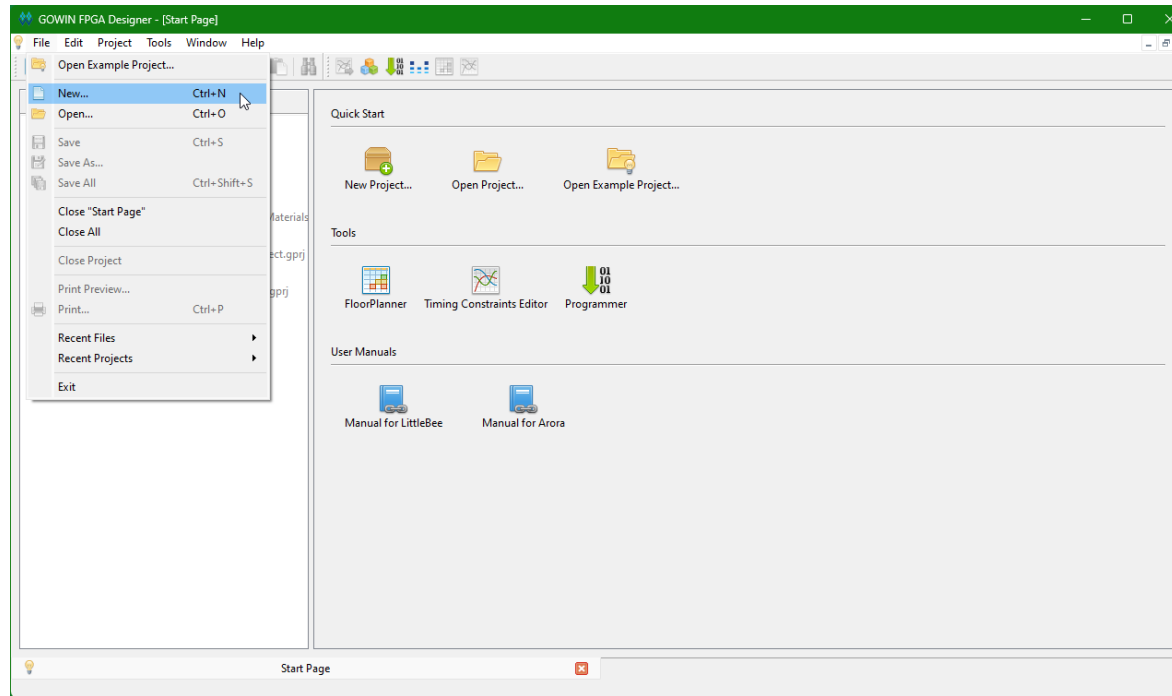 GOWIN FPGA Designer - [Start Page]
File Edit Project Tools Window Help
Open Example Project...
New... Ctrl+N
Open... Ctrl+O
Save Ctrl+S
Save As...
Save All Ctrl+Shift+S
Close "Start Page"
Close All
Close Project
Print Preview...
Print... Ctrl+P
Recent Files
Recent Projects
Exit
Materials
ect.gprj
gprj
Quick Start
New Project... Open Project... Open Example Project...
Tools
01
10
01
FloorPlanner Timing Constraints Editor Programmer
User Manuals
Manual for LittleBee Manual for Arora
Start Page